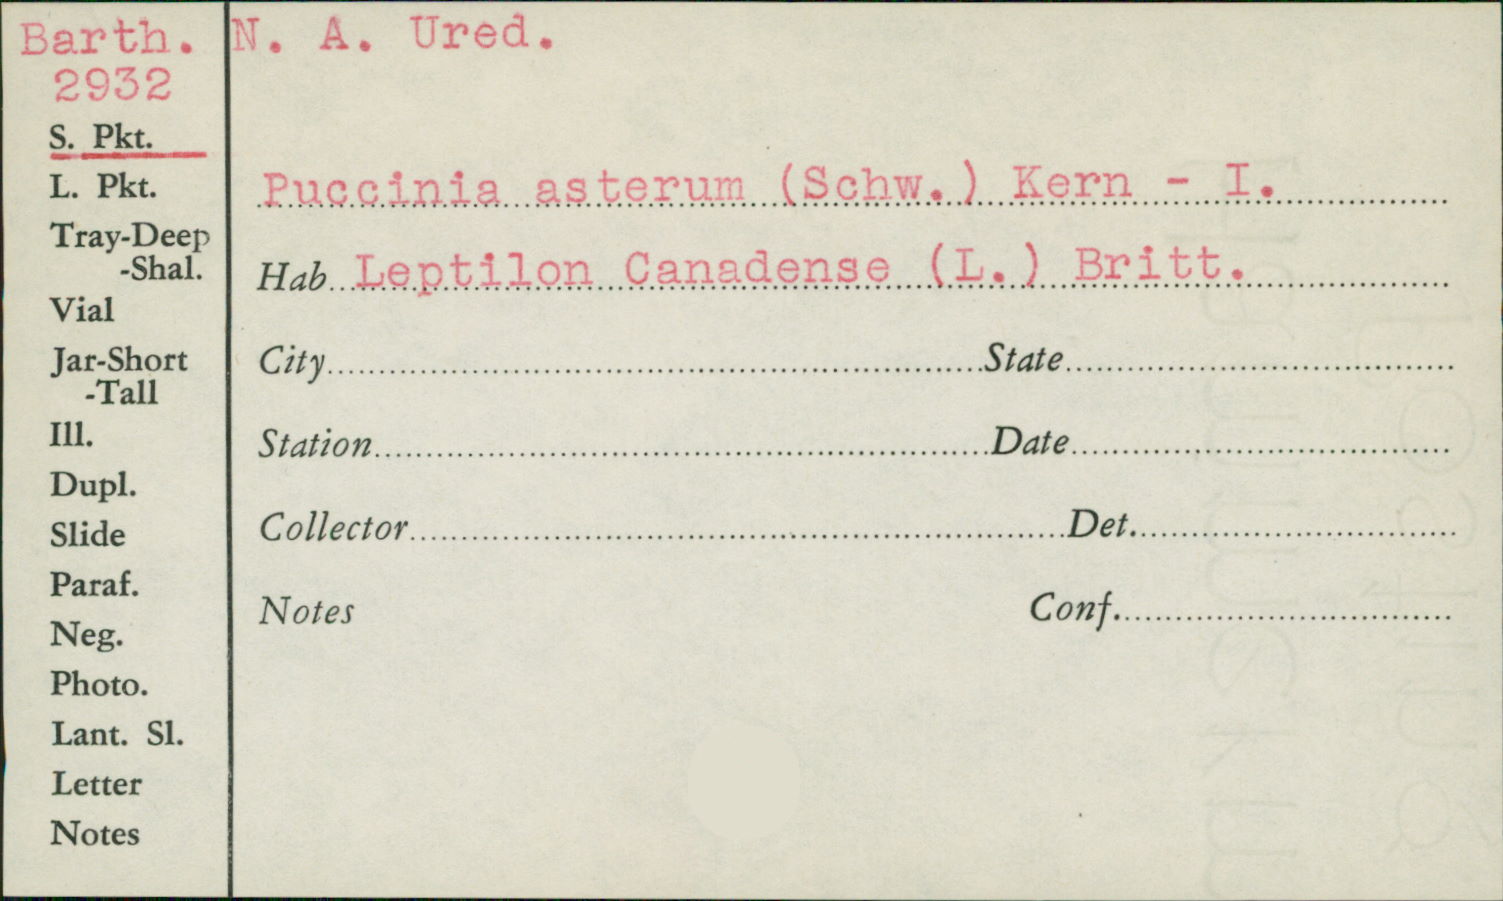 Barth. N. A. Ured.
2932
S. Pkt.
L. Pkt.
Puccinia asterum (Schw.) Kern - I.
Tray-Deep
-Shal.
Hab. Leptilon Canadense (L.) Britt.
Vial
Jar-Short
-Tall
City State
Ill.
Station Date
Dupl.
Slide
Collector Det.
Paraf.
Neg.
Notes Conf.
Photo.
Lant. Sl.
Letter
Notes